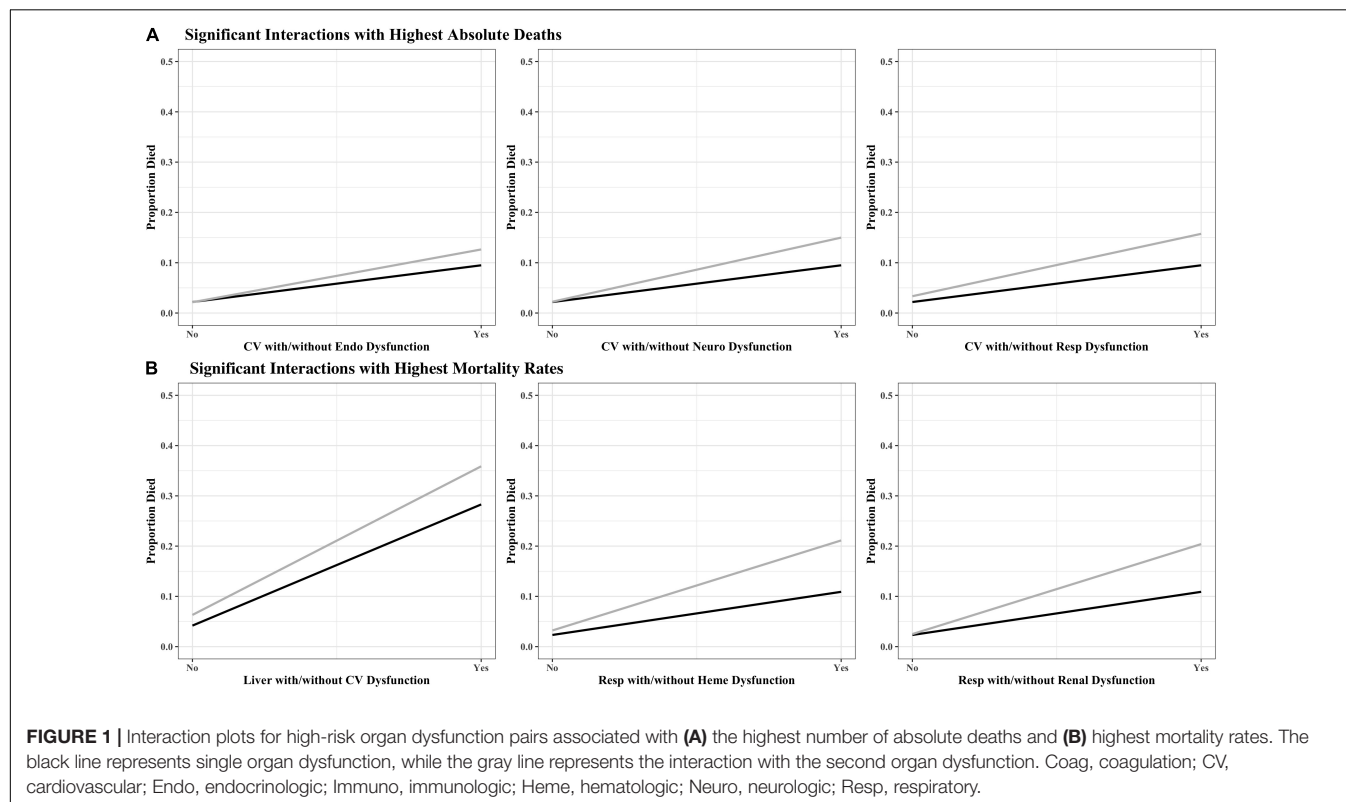 A Significant Interactions with Highest Absolute Deaths
0.5
0.4
0.3
0.2
0.1
0.0
Proportion Died
No
Yes
CV with/without Endo Dysfunction
0.5
0.4
0.3
0.2
0.1
0.0
Proportion Died
No
Yes
CV with/without Neuro Dysfunction
0.5
0.4
0.3
0.2
0.1
0.0
Proportion Died
No
Yes
CV with/without Resp Dysfunction
B Significant Interactions with Highest Mortality Rates
0.5
0.4
0.3
0.2
0.1
0.0
Proportion Died
No
Yes
Liver with/without CV Dysfunction
0.5
0.4
0.3
0.2
0.1
0.0
Proportion Died
No
Yes
Resp with/without Heme Dysfunction
0.5
0.4
0.3
0.2
0.1
0.0
Proportion Died
No
Yes
Resp with/without Renal Dysfunction
FIGURE 1 | Interaction plots for high-risk organ dysfunction pairs associated with (A) the highest number of absolute deaths and (B) highest mortality rates. The
black line represents single organ dysfunction, while the gray line represents the interaction with the second organ dysfunction. Coag, coagulation; CV,
cardiovascular; Endo, endocrinologic; Immuno, immunologic; Heme, hematologic; Neuro, neurologic; Resp, respiratory.